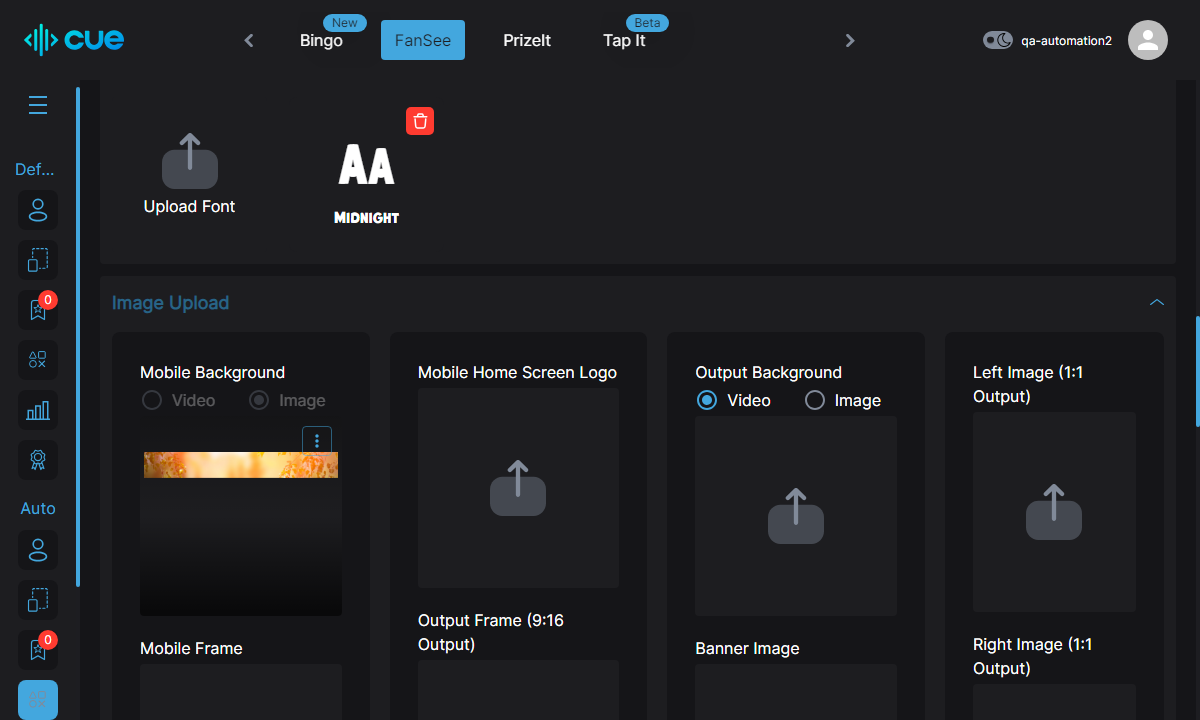 cue
Bingo
New
FanSee
PrizeIt
Tap It
Beta
qa-automation2
Def...
0
Auto
0
Upload Font
AA
MIDNIGHT
Image Upload
Mobile Background
Video
Image
Mobile Frame
Mobile Home Screen Logo
Output Frame (9:16
Output)
Output Background
Video
Image
Banner Image
Left Image (1:1
Output)
Right Image (1:1
Output)